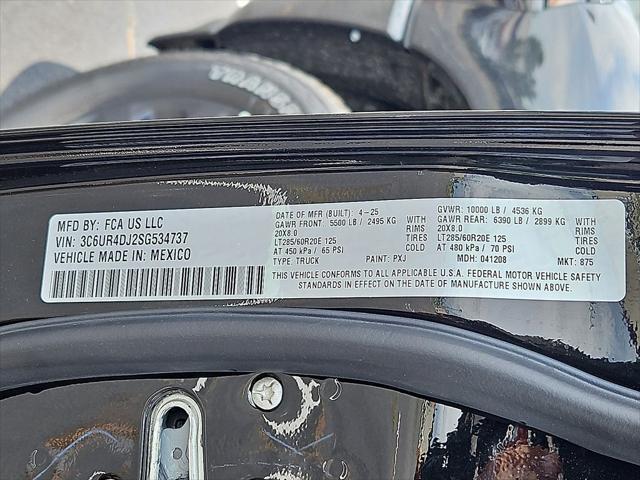 MFD BY: FCA US LLC
VIN: 3C6UR4DJ2SG534737
VEHICLE MADE IN: MEXICO
DATE OF MFR (BUILT): 4-25 GVWR: 10000 LB / 4536 KG
GAWR FRONT: 5500 LB / 2495 KG WITH GAWR REAR: 6390 LB / 2899 KG WITH
20X8.0 RIMS 20X8.0 RIMS
LT285/60R20E 125 TIRES LT285/60R20E 125 TIRES
AT 450 kPa / 65 PSI COLD AT 480 kPa / 70 PSI COLD
TYPE: TRUCK PAINT: PXJ MDH: 041208 MKT: 875
THIS VEHICLE CONFORMS TO ALL APPLICABLE U.S.A. FEDERAL MOTOR VEHICLE SAFETY
STANDARDS IN EFFECT ON THE DATE OF MANUFACTURE SHOWN ABOVE.